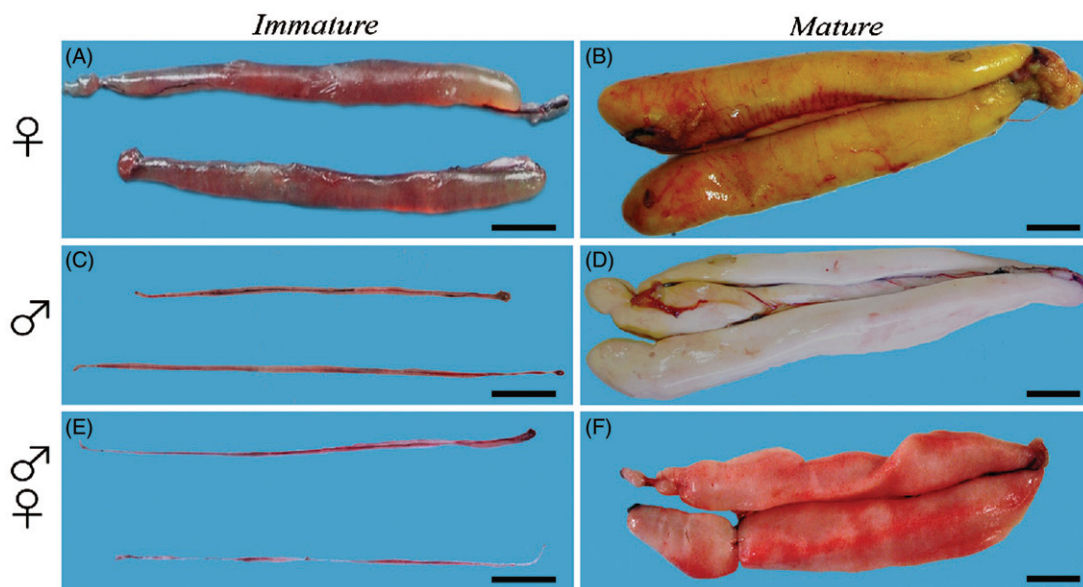 Immature Mature
(A) (B)
♀
(C) (D)
♂
(E) (F)
♂
♀